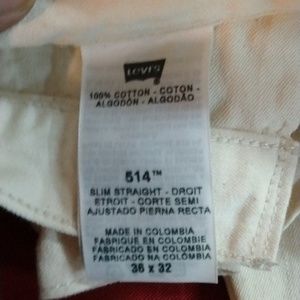 Levi's
100% COTTON - COTON -
ALGODÓN - ALGODÃO
514™
SLIM STRAIGHT - DROIT
ETROIT - CORTE SEMI
AJUSTADO PIERNA RECTA
MADE IN COLOMBIA
FABRIQUE EN COLOMBIE
FABRICADO EN COLOMBIA
FABRICADO NA COLOMBIA
36 x 32